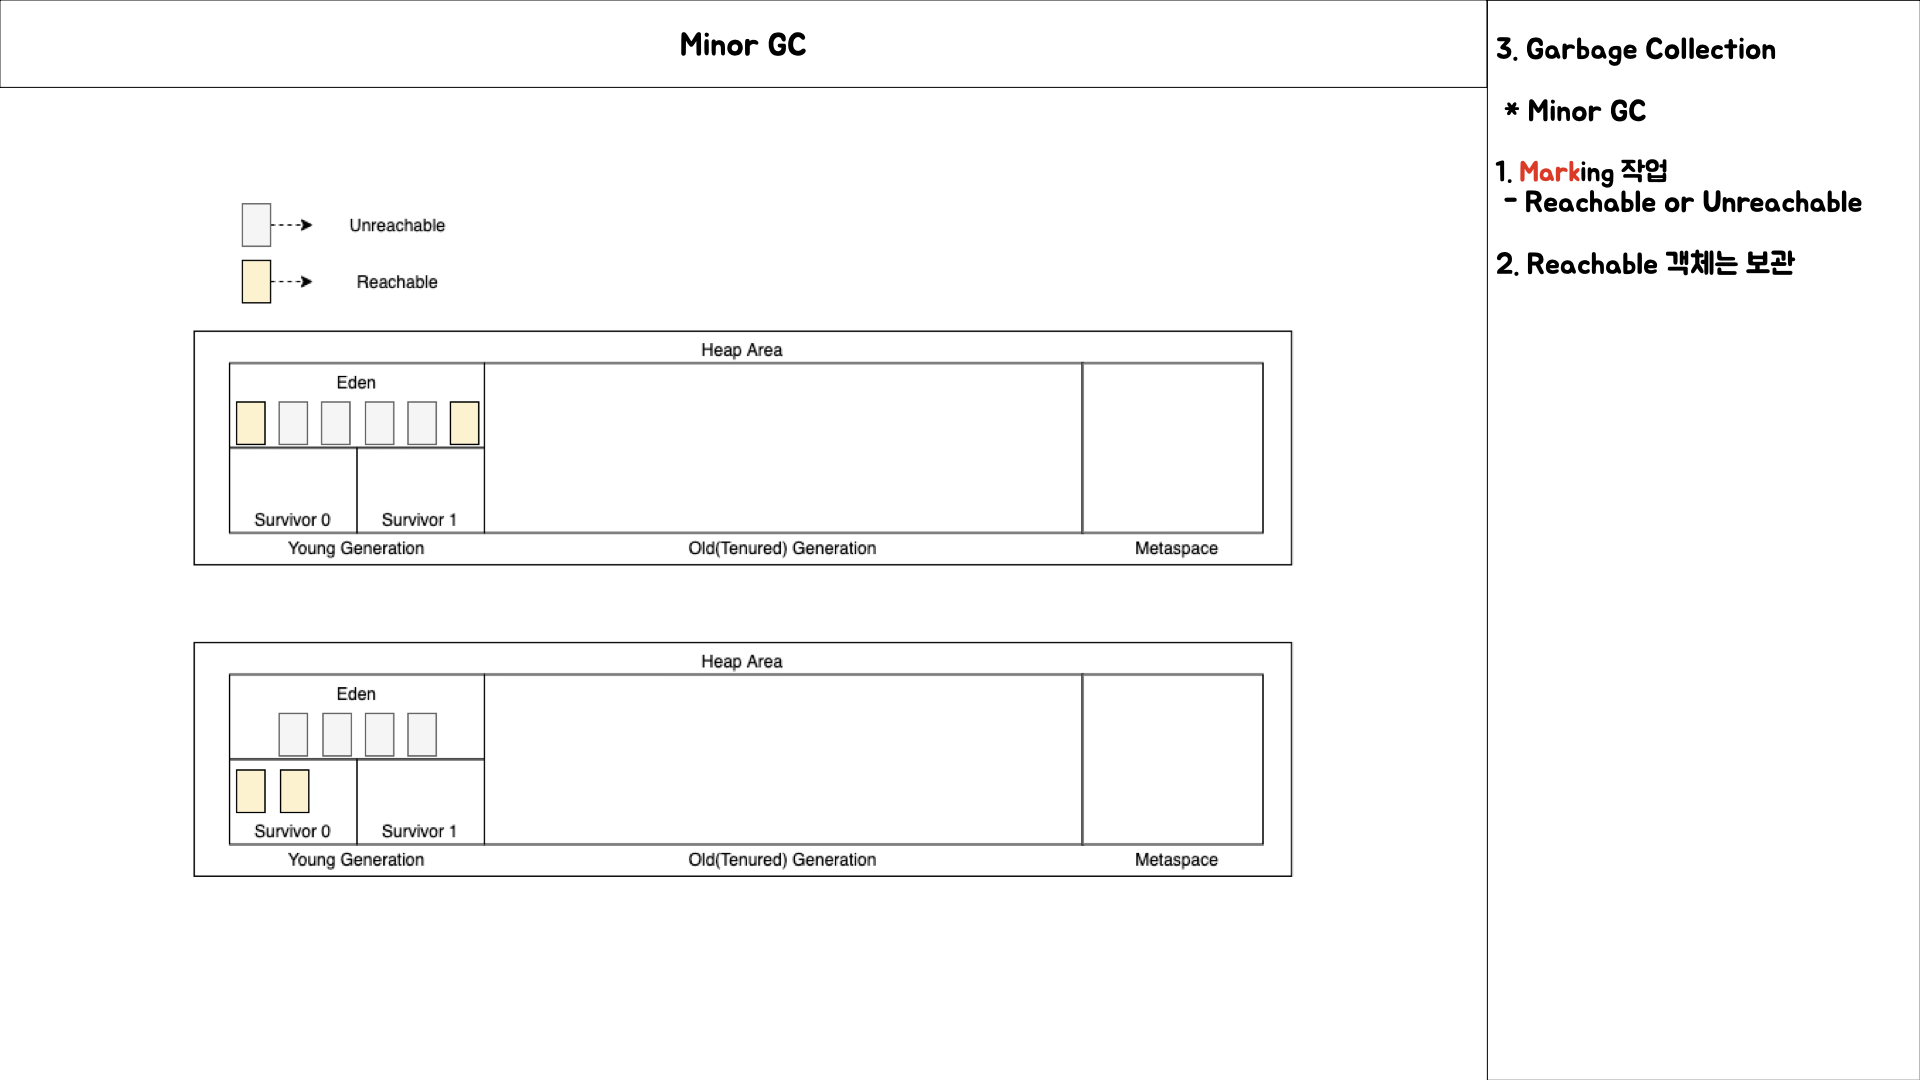 Minor GC
Unreachable
Reachable
Heap Area
Eden
Survivor 0
Survivor 1
Young Generation
Old(Tenured) Generation
Metaspace
Heap Area
Eden
Survivor 0
Survivor 1
Young Generation
Old(Tenured) Generation
Metaspace
3. Garbage Collection
* Minor GC
1. Marking 작업
- Reachable or Unreachable
2. Reachable 객체는 보관